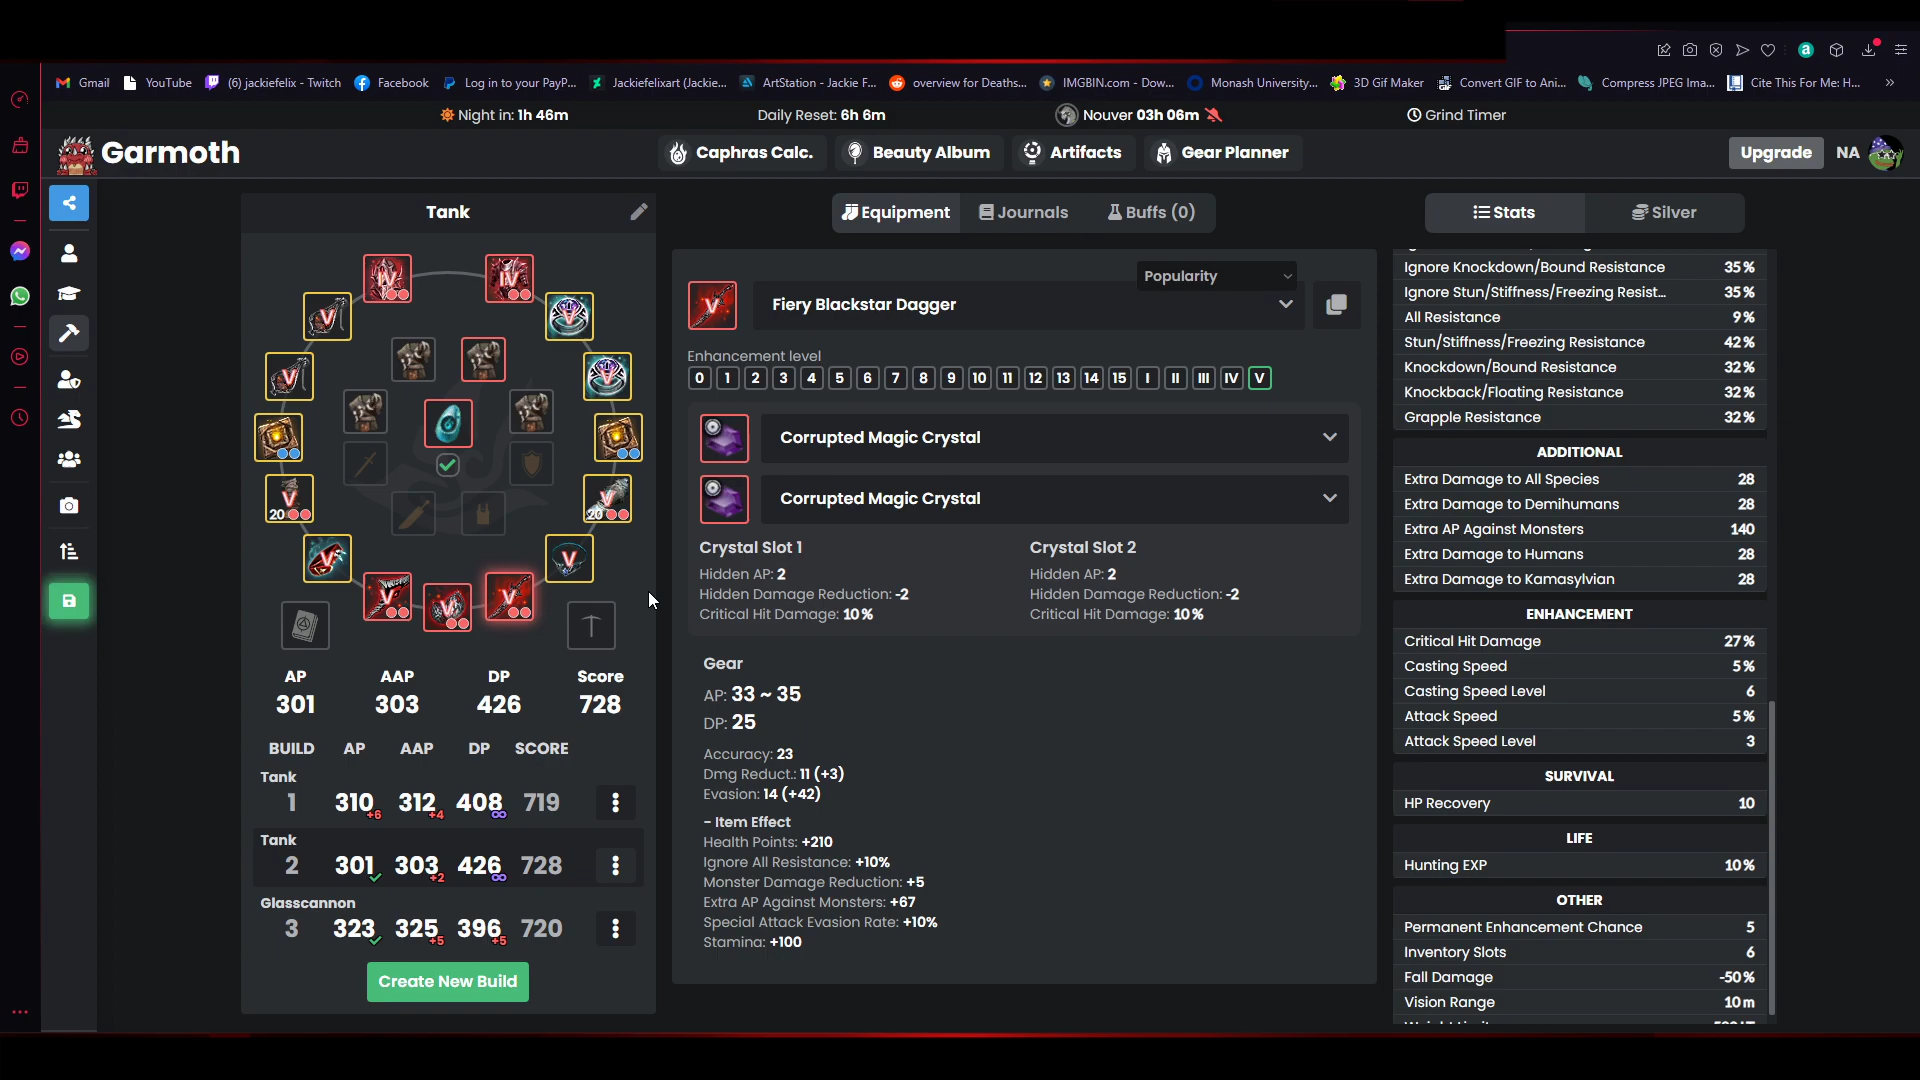 Gmail YouTube (6) jackiefelix - Twitch Facebook Log in to your PayP... Jackiefelixart (Jackie... ArtStation - Jackie F... overview for Deaths... IMGBIN.com - Dow... Monash University... 3D Gif Maker Convert GIF to Ani... Compress JPEG Ima... Cite This For Me: H... »
Night in: 1h 46m Daily Reset: 6h 6m Nouver 03h 06m Grind Timer
Garmoth Caphras Calc. Beauty Album Artifacts Gear Planner Upgrade NA
Tank
IV IV
V V
V V
V V
20 20
V V
V V V
AP AAP DP Score
301 303 426 728
BUILD AP AAP DP SCORE
Tank
1 310 +6 312 +4 408 ∞ 719
Tank
2 301 303 +2 426 ∞ 728
Glasscannon
3 323 325 +5 396 +5 720
Create New Build
Equipment Journals Buffs (0)
Popularity
V Fiery Blackstar Dagger
Enhancement level
0 1 2 3 4 5 6 7 8 9 10 11 12 13 14 15 I II III IV V
Corrupted Magic Crystal
Corrupted Magic Crystal
Crystal Slot 1 Crystal Slot 2
Hidden AP: 2 Hidden AP: 2
Hidden Damage Reduction: -2 Hidden Damage Reduction: -2
Critical Hit Damage: 10% Critical Hit Damage: 10%
Gear
AP: 33 ~ 35
DP: 25
Accuracy: 23
Dmg Reduct.: 11 (+3)
Evasion: 14 (+42)
- Item Effect
Health Points: +210
Ignore All Resistance: +10%
Monster Damage Reduction: +5
Extra AP Against Monsters: +67
Special Attack Evasion Rate: +10%
Stamina: +100
Stats Silver
Ignore Knockdown/Bound Resistance 35%
Ignore Stun/Stiffness/Freezing Resist... 35%
All Resistance 9%
Stun/Stiffness/Freezing Resistance 42%
Knockdown/Bound Resistance 32%
Knockback/Floating Resistance 32%
Grapple Resistance 32%
ADDITIONAL
Extra Damage to All Species 28
Extra Damage to Demihumans 28
Extra AP Against Monsters 140
Extra Damage to Humans 28
Extra Damage to Kamasylvian 28
ENHANCEMENT
Critical Hit Damage 27%
Casting Speed 5%
Casting Speed Level 6
Attack Speed 5%
Attack Speed Level 3
SURVIVAL
HP Recovery 10
LIFE
Hunting EXP 10%
OTHER
Permanent Enhancement Chance 5
Inventory Slots 6
Fall Damage -50%
Vision Range 10m